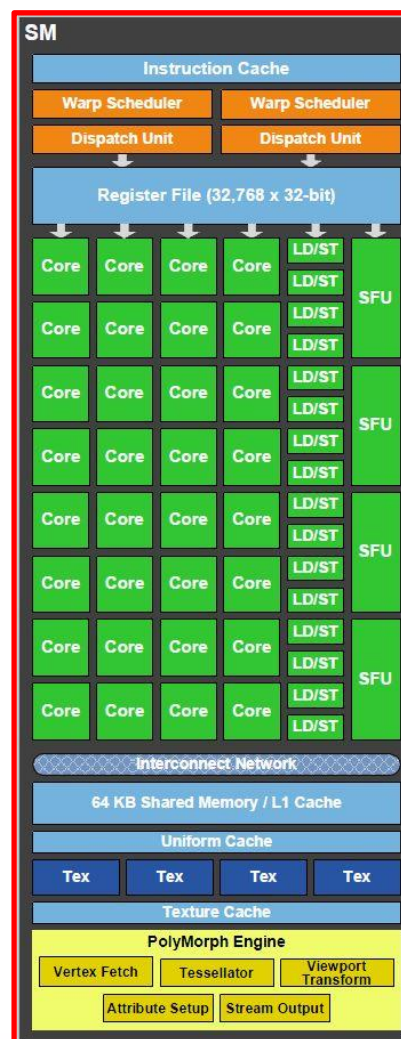 SM
Instruction Cache
Warp Scheduler Warp Scheduler
Dispatch Unit Dispatch Unit
Register File (32,768 x 32-bit)
Core Core Core Core LD/ST LD/ST SFU
Core Core Core Core LD/ST LD/ST
Core Core Core Core LD/ST LD/ST SFU
Core Core Core Core LD/ST LD/ST
Core Core Core Core LD/ST LD/ST SFU
Core Core Core Core LD/ST LD/ST
Core Core Core Core LD/ST LD/ST SFU
Core Core Core Core LD/ST LD/ST
Interconnect Network
64 KB Shared Memory / L1 Cache
Uniform Cache
Tex Tex Tex Tex
Texture Cache
PolyMorph Engine
Vertex Fetch Tessellator Viewport Transform
Attribute Setup Stream Output